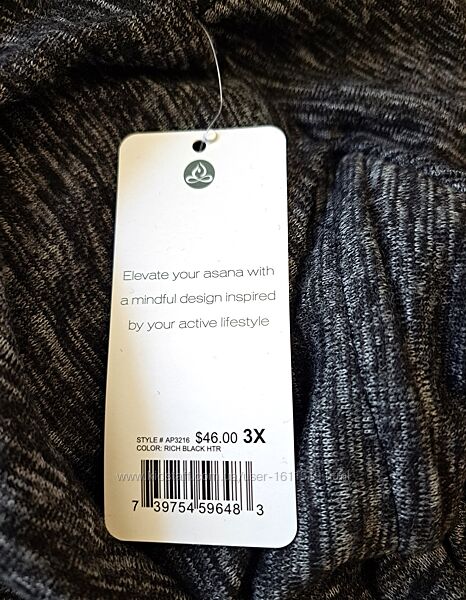 Elevate your asana with
a mindful design inspired
by your active lifestyle
STYLE # AP3216 $46.00 3X
COLOR: RICH BLACK HTR
7 39754 59648 3